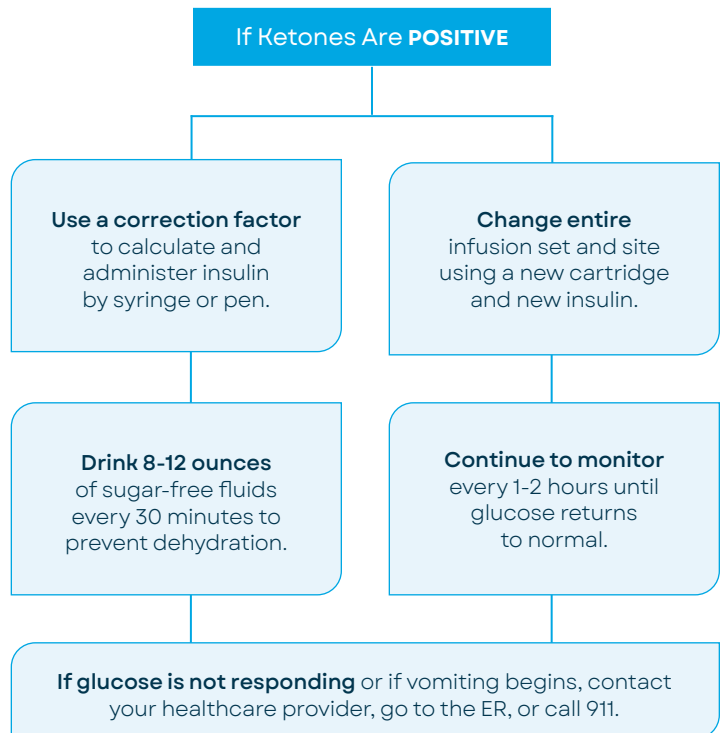 If Ketones Are POSITIVE
Use a correction factor
to calculate and
administer insulin
by syringe or pen.
Change entire
infusion set and site
using a new cartridge
and new insulin.
Drink 8-12 ounces
of sugar-free fluids
every 30 minutes to
prevent dehydration.
Continue to monitor
every 1-2 hours until
glucose returns
to normal.
If glucose is not responding or if vomiting begins, contact
your healthcare provider, go to the ER, or call 911.